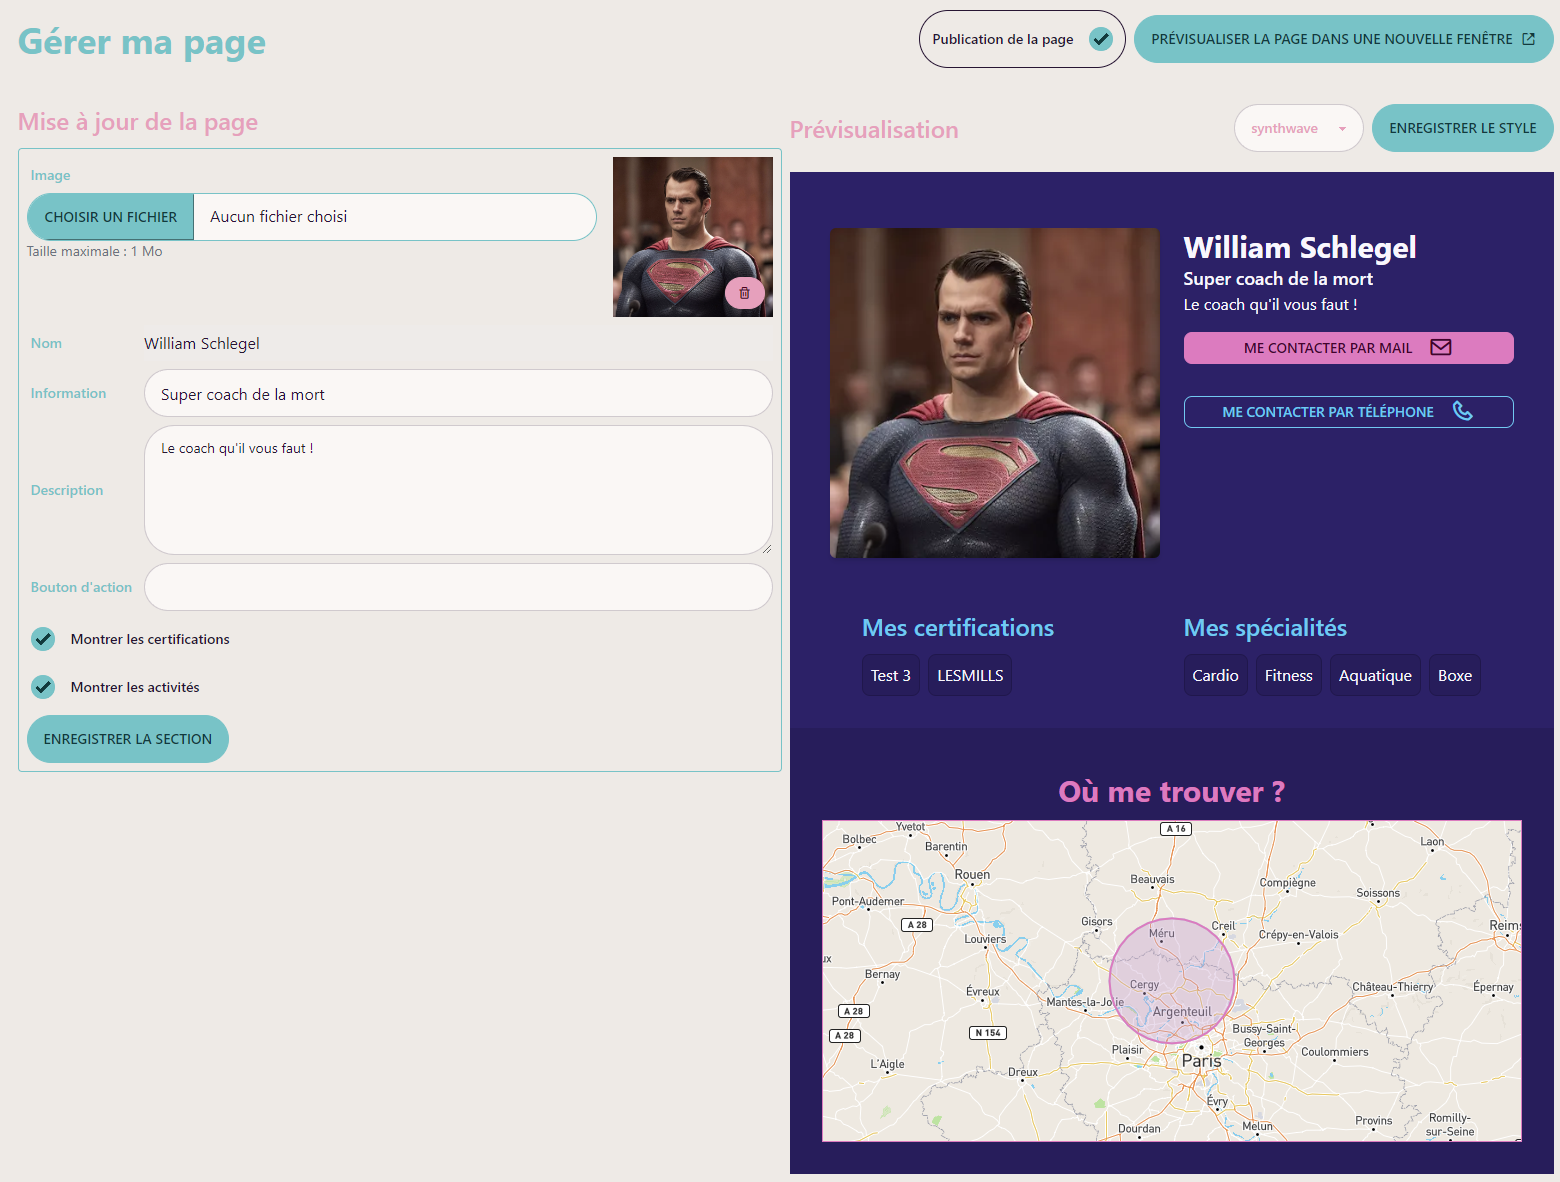 Gérer ma page
Publication de la page
PRÉVISUALISER LA PAGE DANS UNE NOUVELLE FENÊTRE
Mise à jour de la page
Image
CHOISIR UN FICHIER
Aucun fichier choisi
Taille maximale : 1 Mo
Nom
William Schlegel
Information
Super coach de la mort
Description
Le coach qu'il vous faut !
Bouton d'action
Montrer les certifications
Montrer les activités
ENREGISTRER LA SECTION
Prévisualisation
synthwave
ENREGISTRER LE STYLE
William Schlegel
Super coach de la mort
Le coach qu'il vous faut !
ME CONTACTER PAR MAIL
ME CONTACTER PAR TÉLÉPHONE
Mes certifications
Test 3
LESMILLS
Mes spécialités
Cardio
Fitness
Aquatique
Boxe
Où me trouver ?
Yvetot
A 16
Bolbec
Barentin
Laon
Rouen
Beauvais
Compiègne
Soissons
Pont-Audemer
A 28
Gisors
Creil
Reims
Louviers
Méru
Crépy-en-Valois
Bernay
Cergy
Château-Thierry
Épernay
Évreux
Mantes-la-Jolie
A 28
Argenteuil
A 28
N 154
Bussy-Saint-
Georges
Plaisir
Paris
Coulommiers
L'Aigle
Dreux
Évry
Provins
Romilly-
sur-Seine
Dourdan
Melun